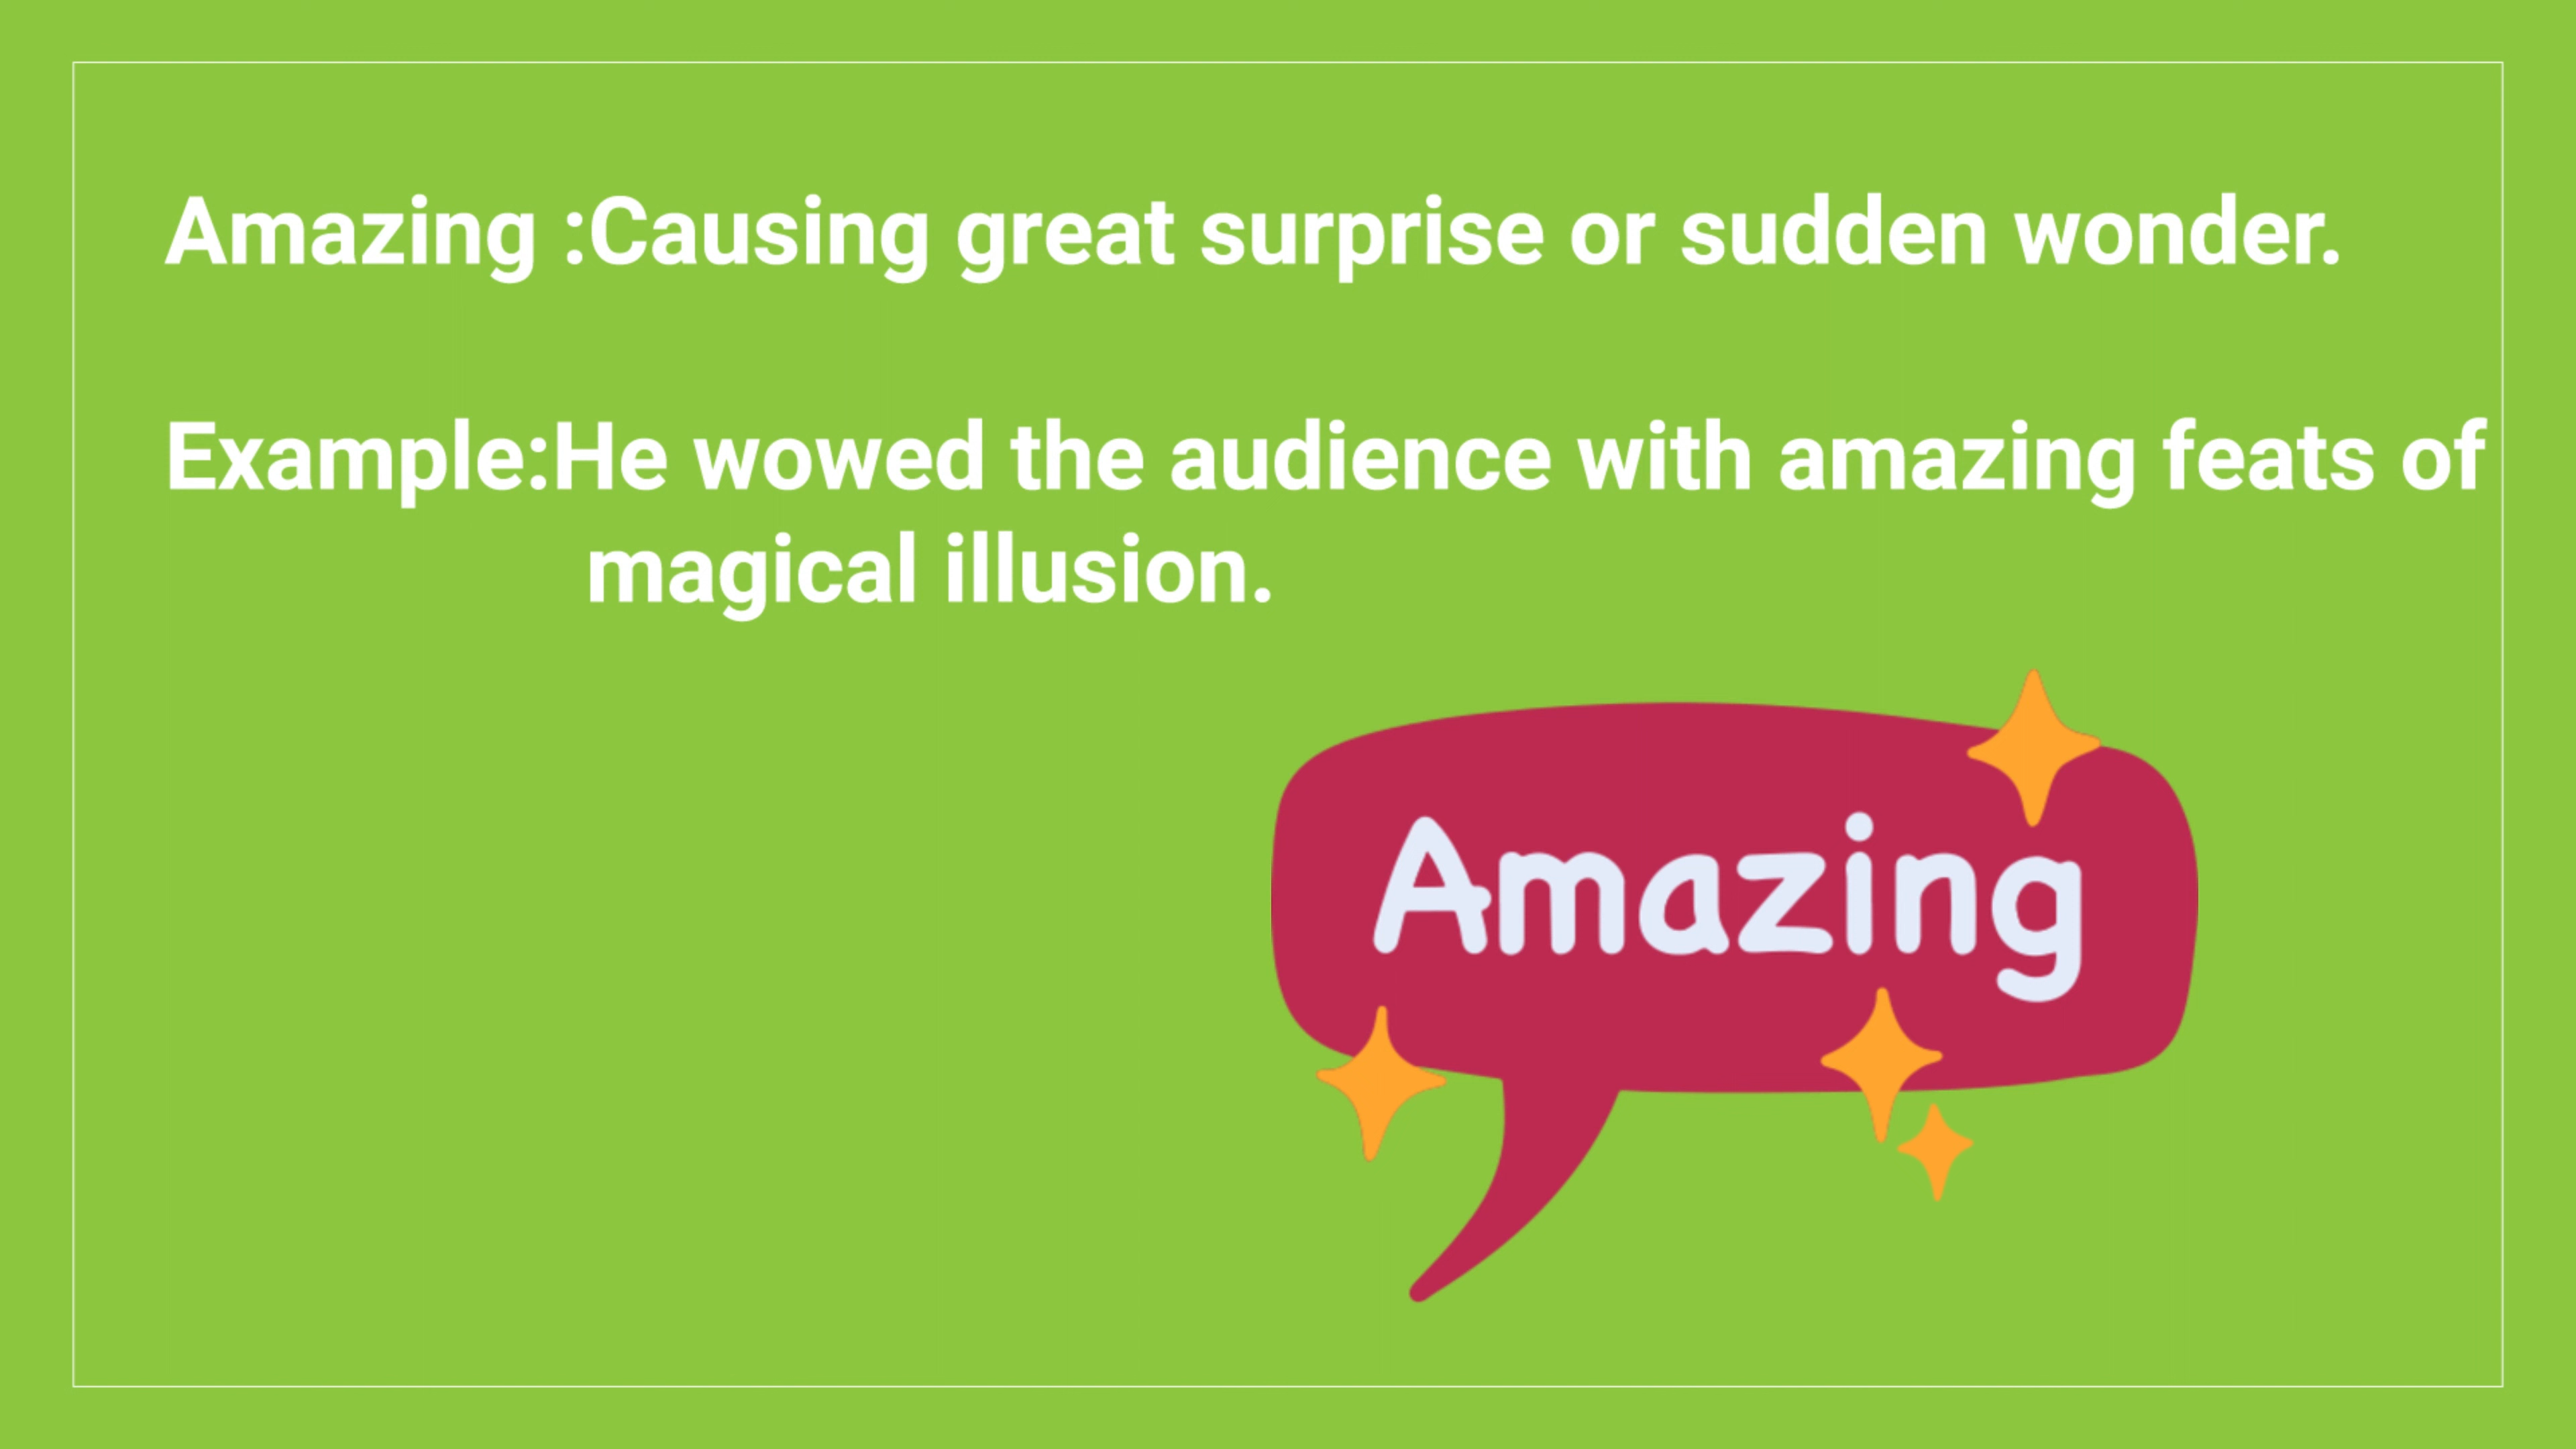 Amazing :Causing great surprise or sudden wonder.
Example:He wowed the audience with amazing feats of
magical illusion.
Amazing